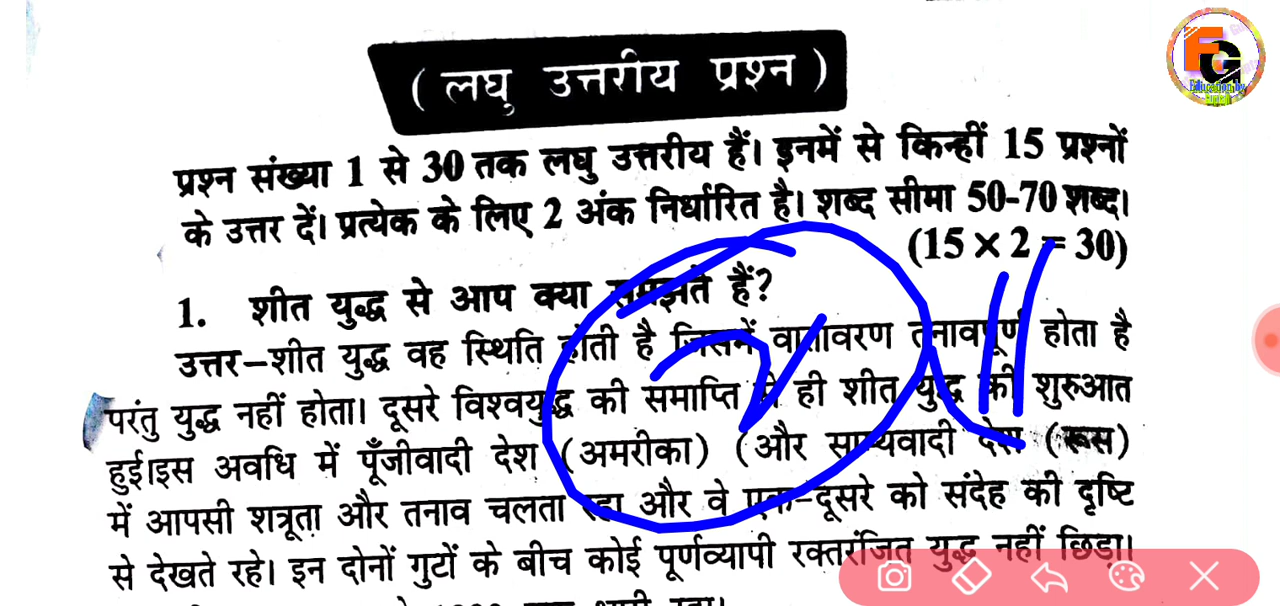 ( लघु उत्तरीय प्रश्न )
FG
Education by
प्रश्न संख्या 1 से 30 तक लघु उत्तरीय हैं। इनमें से किन्हीं 15 प्रश्नों
के उत्तर दें। प्रत्येक के लिए 2 अंक निर्धारित है। शब्द सीमा 50-70 शब्द।
(15 × 2 = 30)
1. शीत युद्ध से आप क्या समझते हैं?
उत्तर–शीत युद्ध वह स्थिति होती है जिसमें वातावरण तनावपूर्ण होता है
परंतु युद्ध नहीं होता। दूसरे विश्वयुद्ध की समाप्ति से ही शीत युद्ध की शुरुआत
हुई।इस अवधि में पूँजीवादी देश (अमरीका) (और साम्यवादी देश (रूस)
में आपसी शत्रूता और तनाव चलता रहा और वे एक-दूसरे को संदेह की दृष्टि
से देखते रहे। इन दोनों गुटों के बीच कोई पूर्णव्यापी रक्तरंजित युद्ध नहीं छिड़ा।